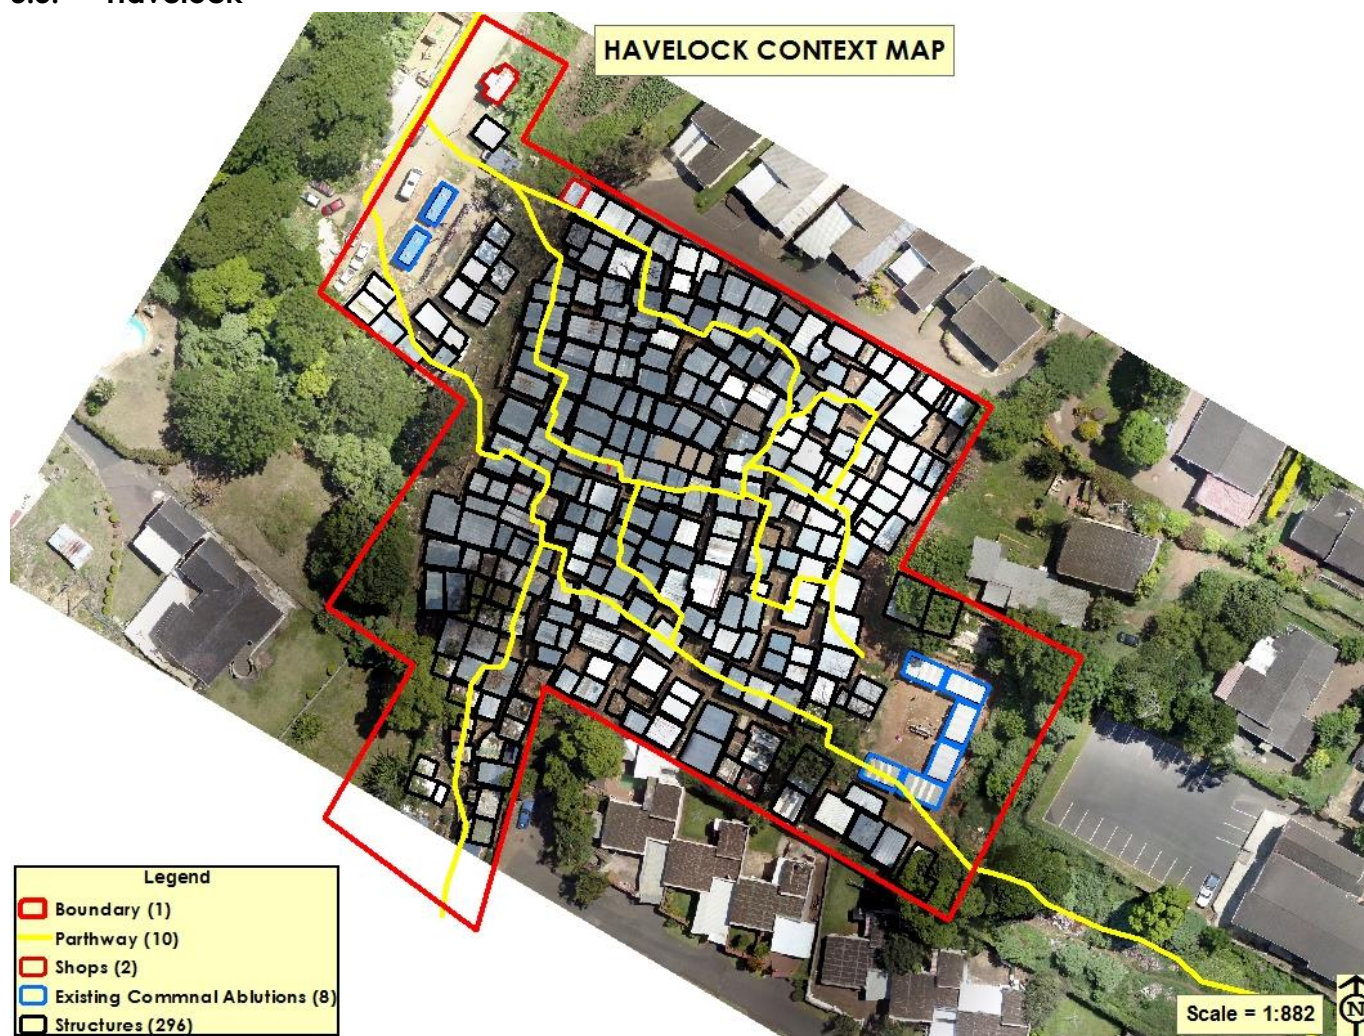 HAVELOCK CONTEXT MAP
Legend
Boundary (1)
Parthway (10)
Shops (2)
Existing Commnal Ablutions (8)
Structures (296)
Scale = 1:882
N